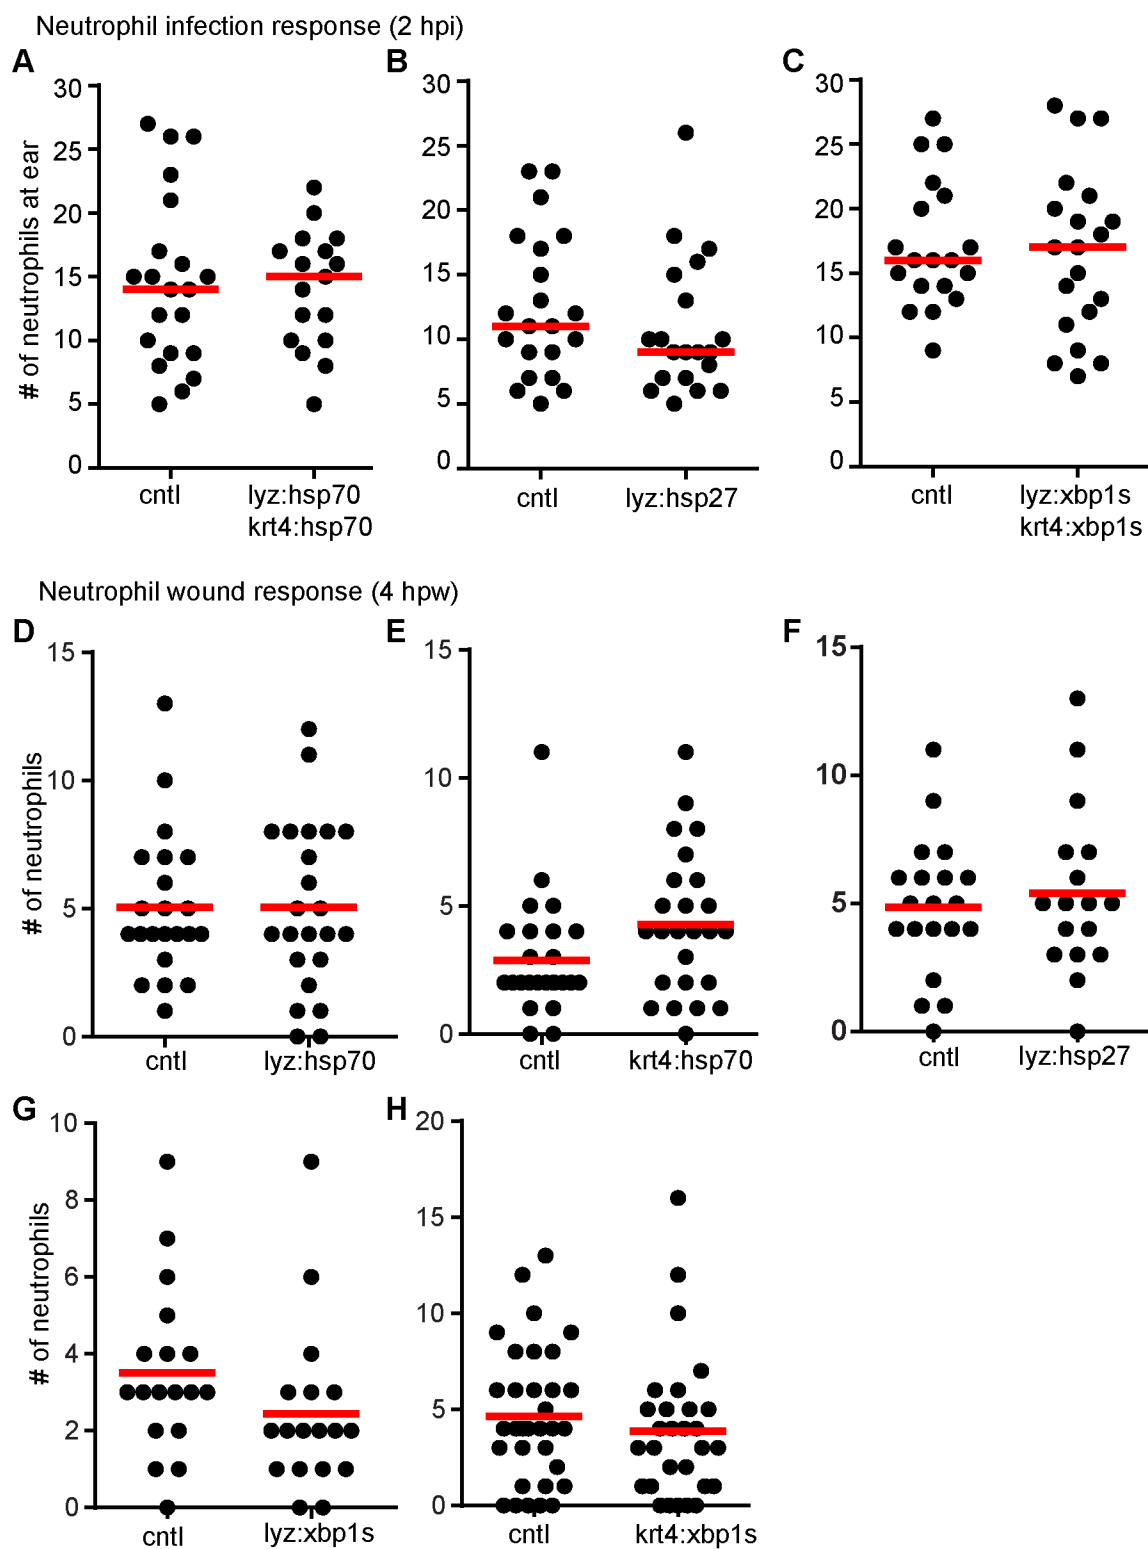 Neutrophil infection response (2 hpi)
A
B
C
# of neutrophils at ear
30
25
20
15
10
5
0
cntl
lyz:hsp70
krt4:hsp70
30
25
20
15
10
5
0
cntl
lyz:hsp27
30
25
20
15
10
5
0
cntl
lyz:xbp1s
krt4:xbp1s
Neutrophil wound response (4 hpw)
D
E
F
# of neutrophils
15
10
5
0
cntl
lyz:hsp70
15
10
5
0
cntl
krt4:hsp70
15
10
5
0
cntl
lyz:hsp27
G
H
# of neutrophils
10
8
6
4
2
0
cntl
lyz:xbp1s
20
15
10
5
0
cntl
krt4:xbp1s